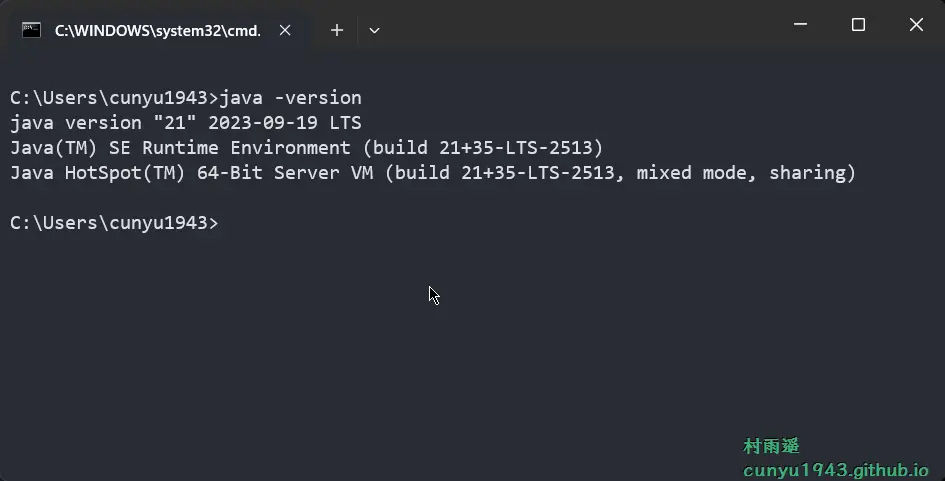 C:\WINDOWS\system32\cmd.
C:\Users\cunyu1943>java -version
java version "21" 2023-09-19 LTS
Java(TM) SE Runtime Environment (build 21+35-LTS-2513)
Java HotSpot(TM) 64-Bit Server VM (build 21+35-LTS-2513, mixed mode, sharing)
C:\Users\cunyu1943>
村雨遥
cunyu1943.github.io